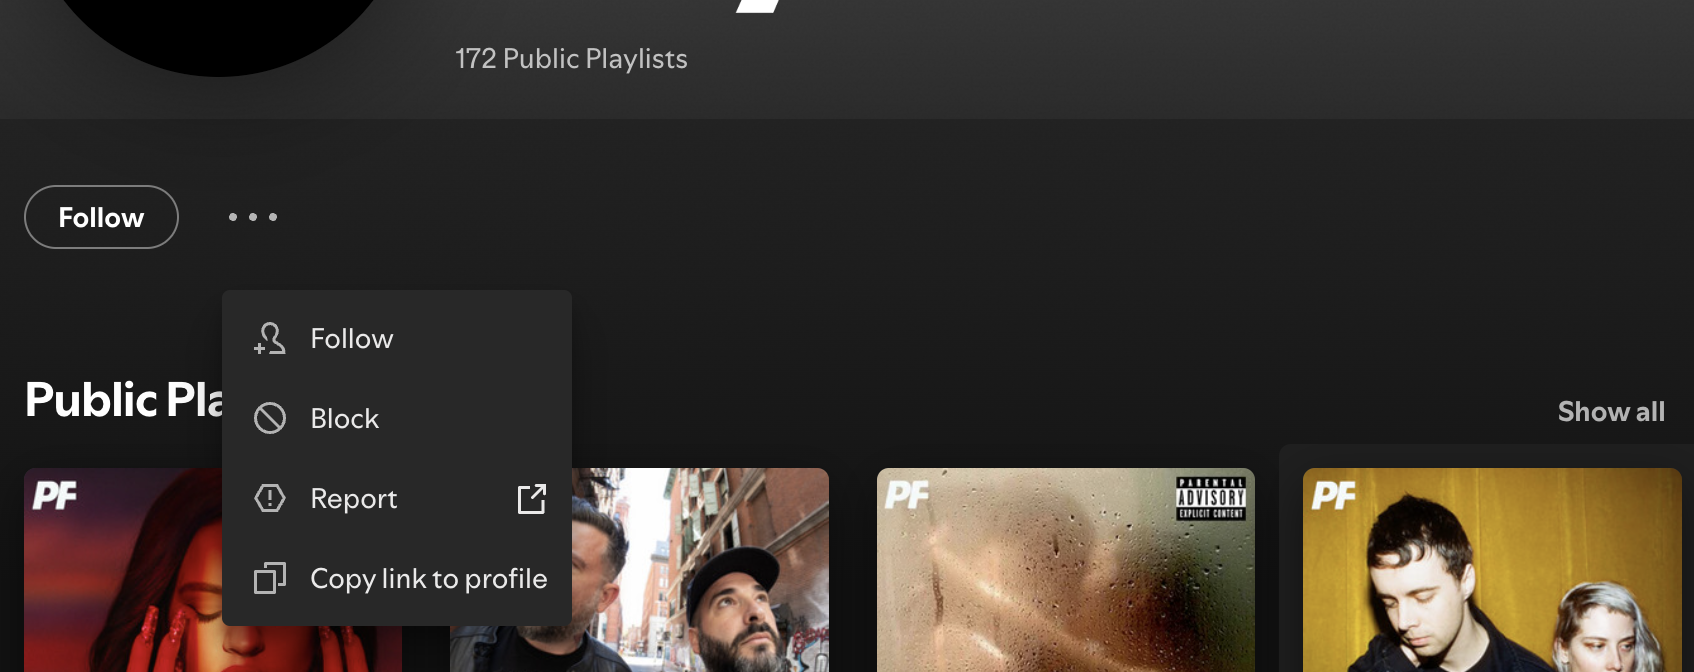 172 Public Playlists
Follow
Follow
Block
Public Pla
Show all
Report
Copy link to profile
PF
PF
PARENTAL
ADVISORY
EXPLICIT CONTENT
PF